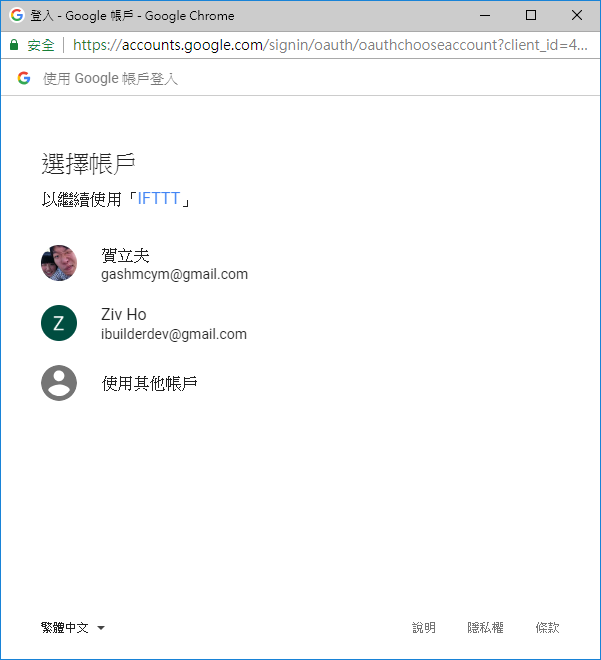 登入 - Google 帳戶 - Google Chrome
安全 https://accounts.google.com/signin/oauth/oauthchooseaccount?client_id=4...
使用 Google 帳戶登入
選擇帳戶
以繼續使用「IFTTT」
賀立夫
gashmcym@gmail.com
Z
Ziv Ho
ibuilderdev@gmail.com
使用其他帳戶
繁體中文 說明 隱私權 條款